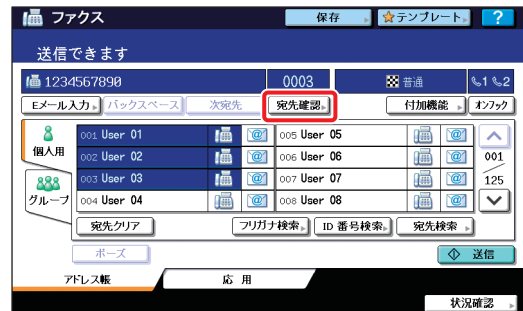 ファクス 保存 テンプレート ?
送信できます
1234567890 0003 普通 1 2
Eメール入力 バックスペース 次宛先 宛先確認 付加機能 オンフック
個人用 001 User 01 005 User 05
002 User 02 006 User 06 001
003 User 03 007 User 07 125
グループ 004 User 04 008 User 08
宛先クリア フリガナ検索 ID 番号検索 宛先検索
ポーズ 送信
アドレス帳 応用
状況確認